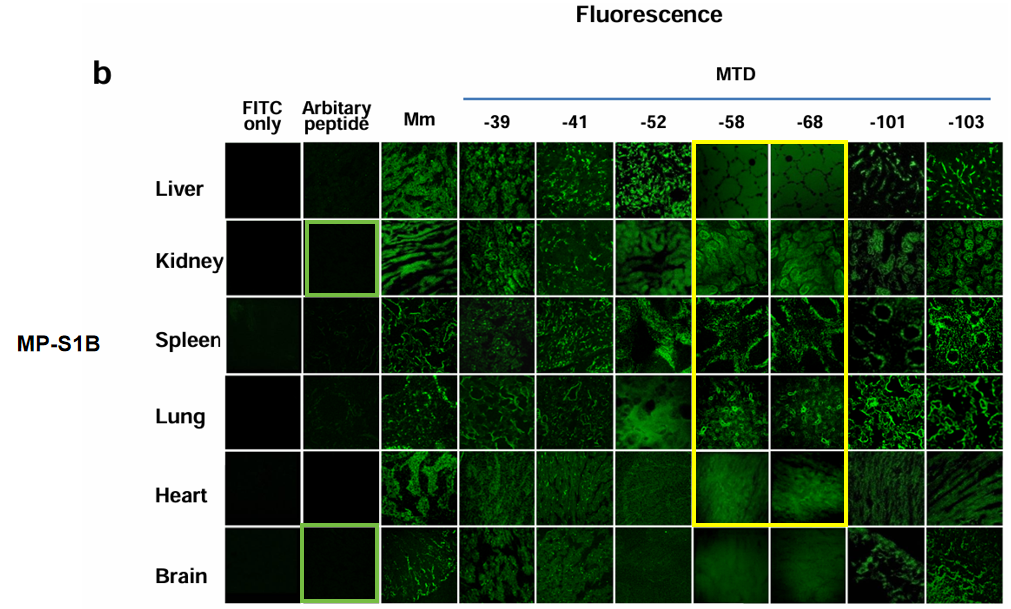 Fluorescence
b
MTD
FITC only
Arbitary peptide
Mm
-39
-41
-52
-58
-68
-101
-103
Liver
Kidney
Spleen
MP-S1B
Lung
Heart
Brain